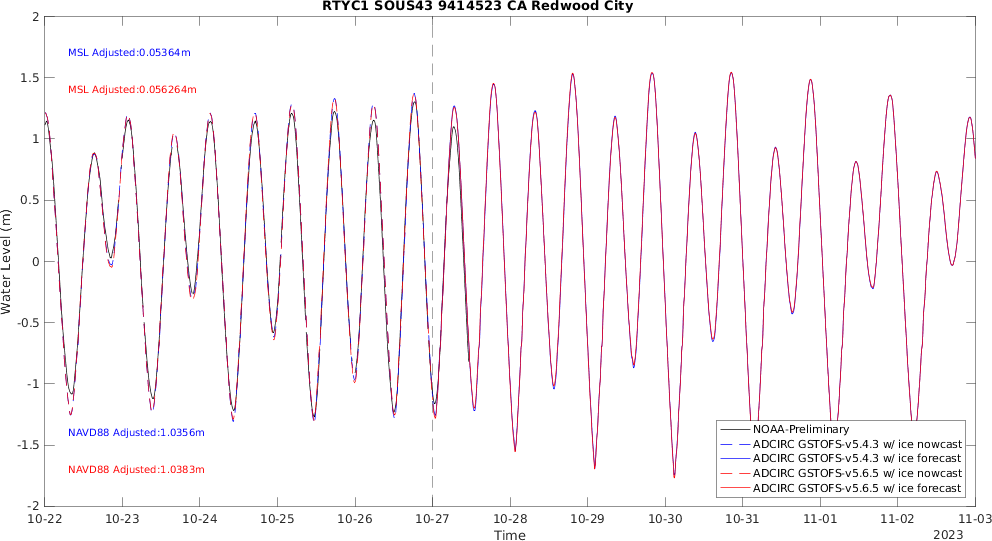 RTYC1 SOUS43 9414523 CA Redwood City
MSL Adjusted:0.05364m
MSL Adjusted:0.056264m
NAVD88 Adjusted:1.0356m
NAVD88 Adjusted:1.0383m
Water Level (m)
2
1.5
1
0.5
0
-0.5
-1
-1.5
-2
NOAA-Preliminary
ADCIRC GSTOFS-v5.4.3 w/ ice nowcast
ADCIRC GSTOFS-v5.4.3 w/ ice forecast
ADCIRC GSTOFS-v5.6.5 w/ ice nowcast
ADCIRC GSTOFS-v5.6.5 w/ ice forecast
10-22 10-23 10-24 10-25 10-26 10-27 10-28 10-29 10-30 10-31 11-01 11-02 11-03
Time
2023